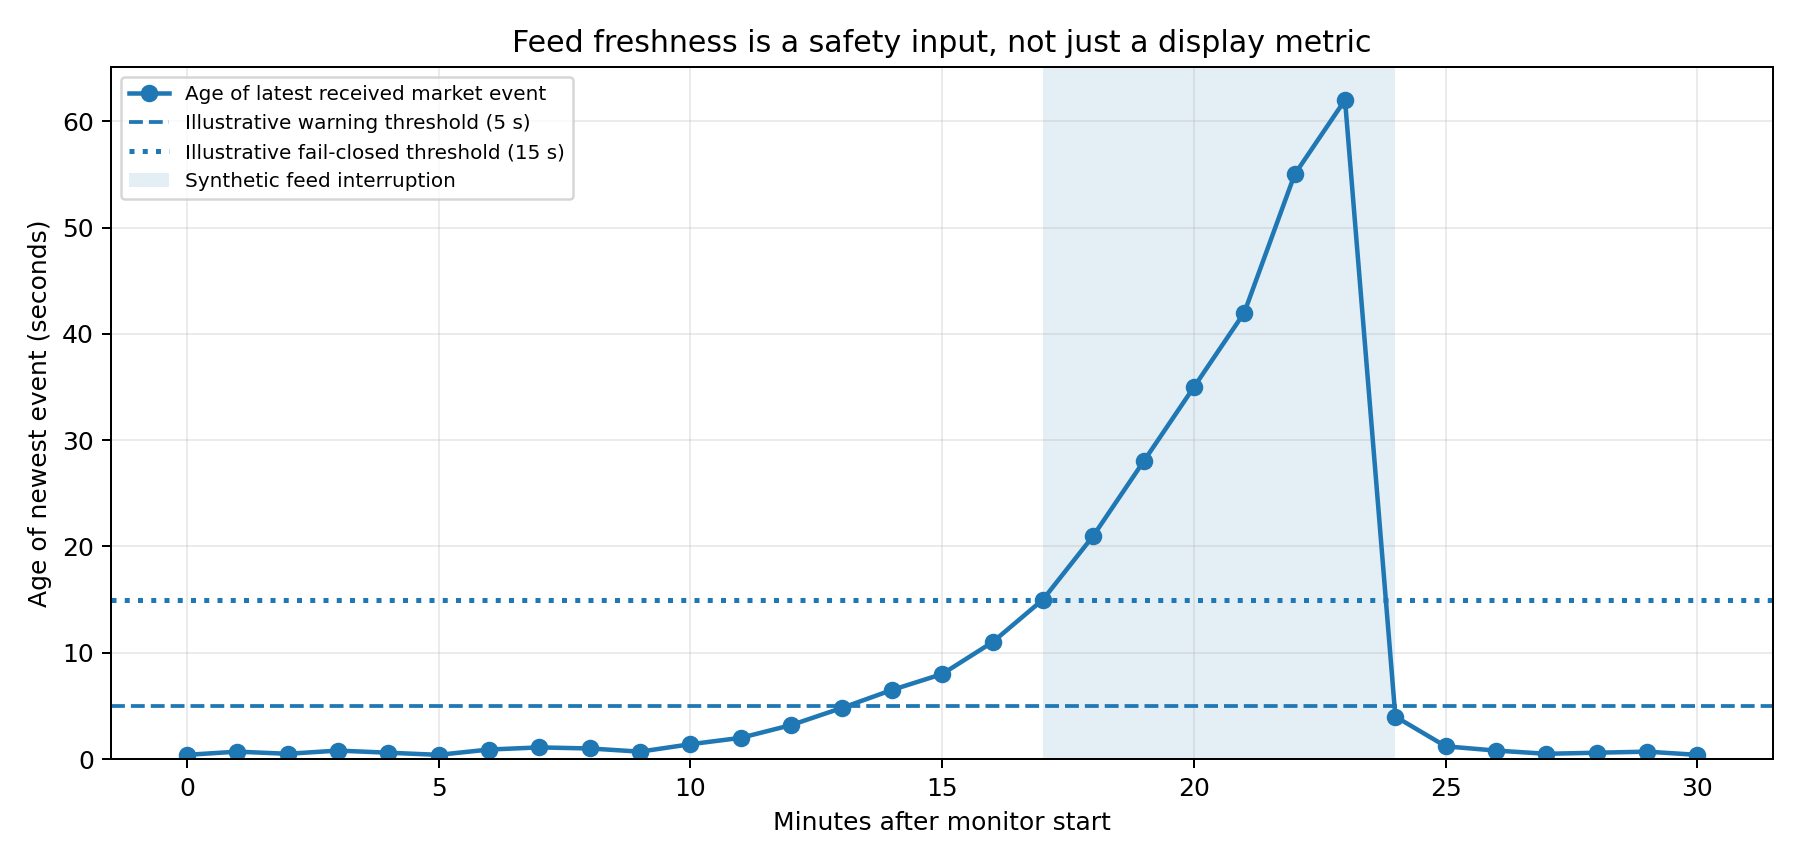 Feed freshness is a safety input, not just a display metric
Age of latest received market event
Illustrative warning threshold (5 s)
Illustrative fail-closed threshold (15 s)
Synthetic feed interruption
Age of newest event (seconds)
60
50
40
30
20
10
0
0 5 10 15 20 25 30
Minutes after monitor start